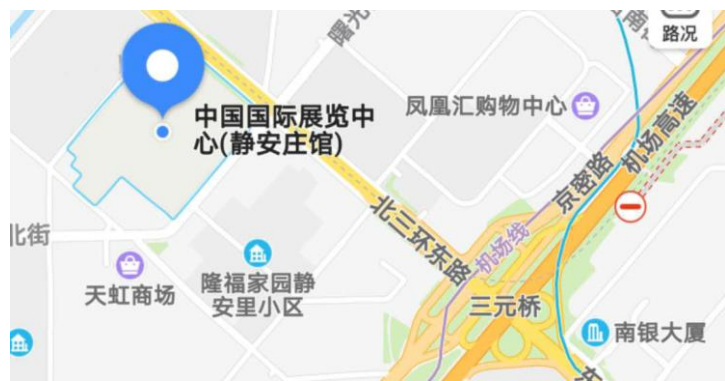 路况
曙光
凤凰汇购物中心
中国国际展览中
心(静安庄馆)
机场高速
京密路
北三环东路
北街
机场线
天虹商场
隆福家园静
安里小区
三元桥
南银大厦